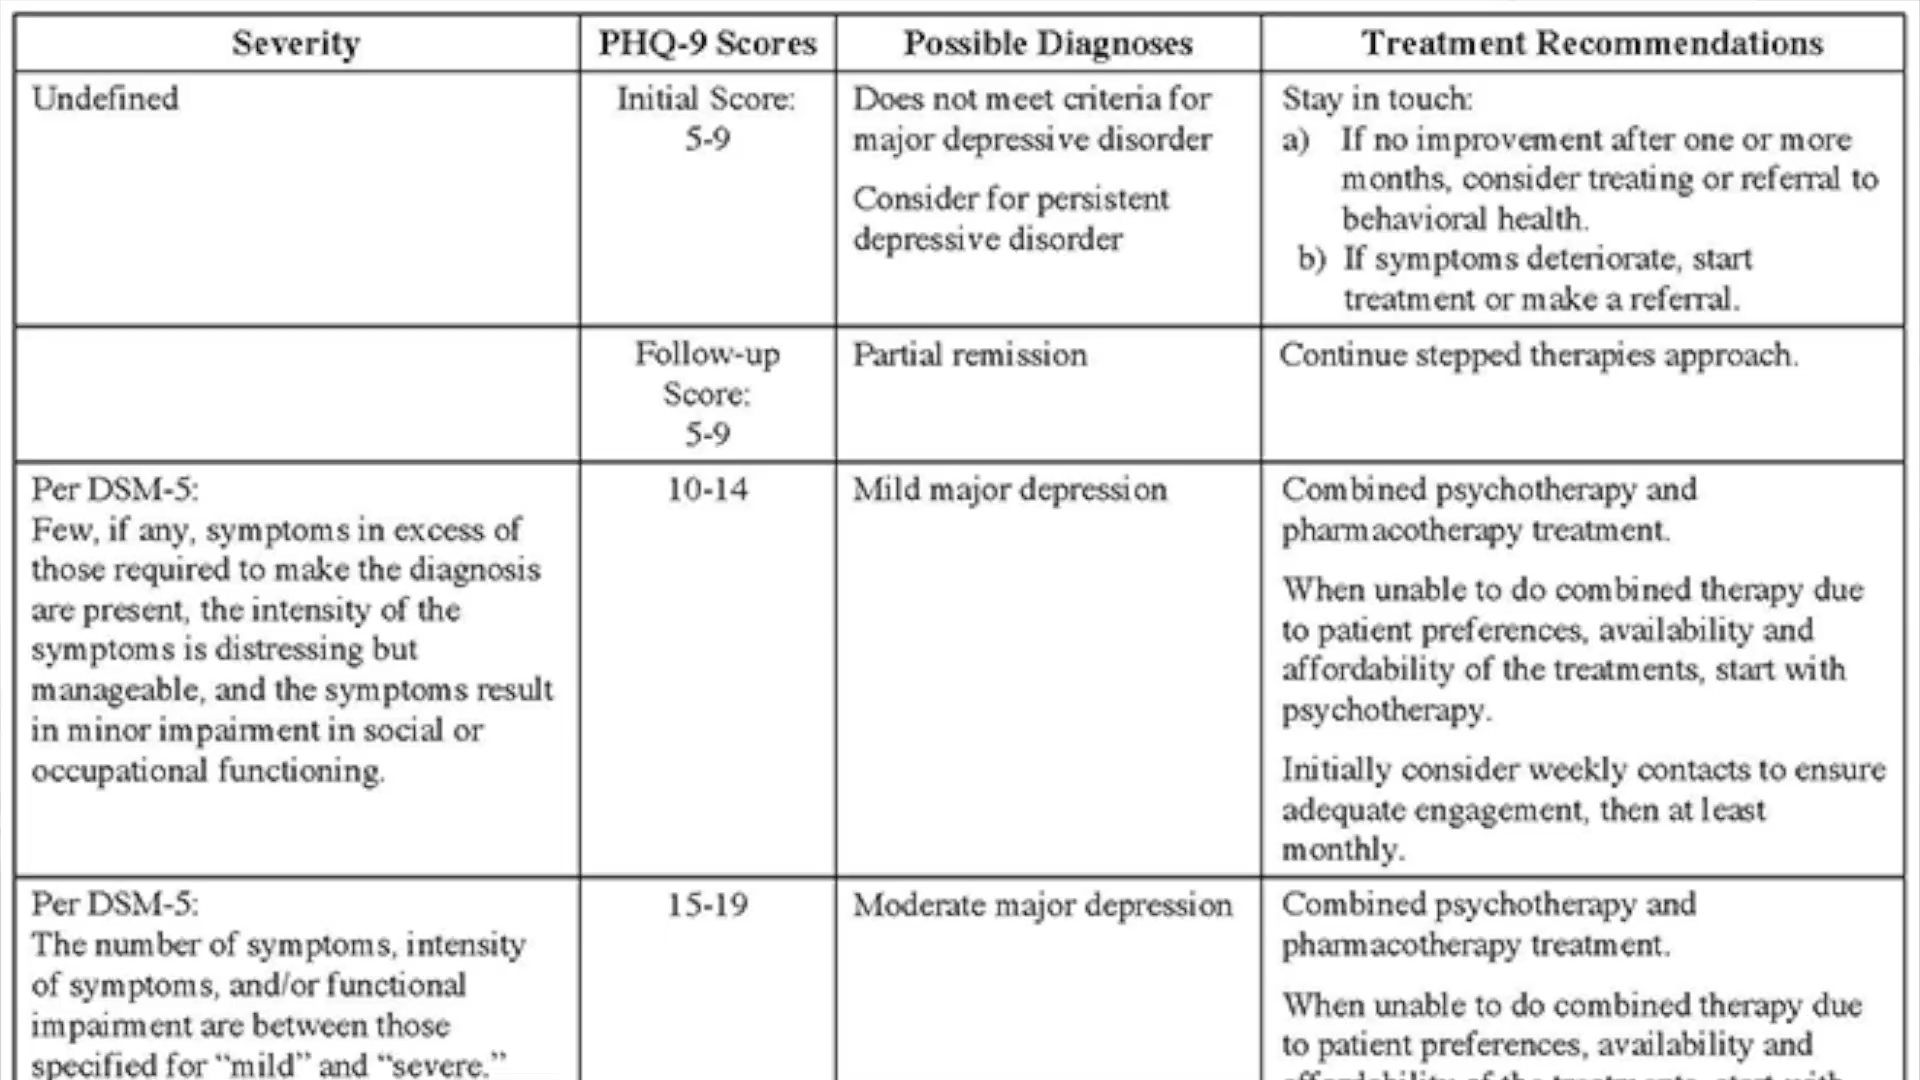 Severity
PHQ-9 Scores
Possible Diagnoses
Treatment Recommendations
Undefined
Initial Score:
5-9
Does not meet criteria for
major depressive disorder
Consider for persistent
depressive disorder
Stay in touch:
a) If no improvement after one or more
months, consider treating or referral to
behavioral health.
b) If symptoms deteriorate, start
treatment or make a referral.
Follow-up
Score:
5-9
Partial remission
Continue stepped therapies approach.
Per DSM-5:
Few, if any, symptoms in excess of
those required to make the diagnosis
are present, the intensity of the
symptoms is distressing but
manageable, and the symptoms result
in minor impairment in social or
occupational functioning.
10-14
Mild major depression
Combined psychotherapy and
pharmacotherapy treatment.
When unable to do combined therapy due
to patient preferences, availability and
affordability of the treatments, start with
psychotherapy.
Initially consider weekly contacts to ensure
adequate engagement, then at least
monthly.
Per DSM-5:
The number of symptoms, intensity
of symptoms, and/or functional
impairment are between those
specified for “mild” and “severe.”
15-19
Moderate major depression
Combined psychotherapy and
pharmacotherapy treatment.
When unable to do combined therapy due
to patient preferences, availability and